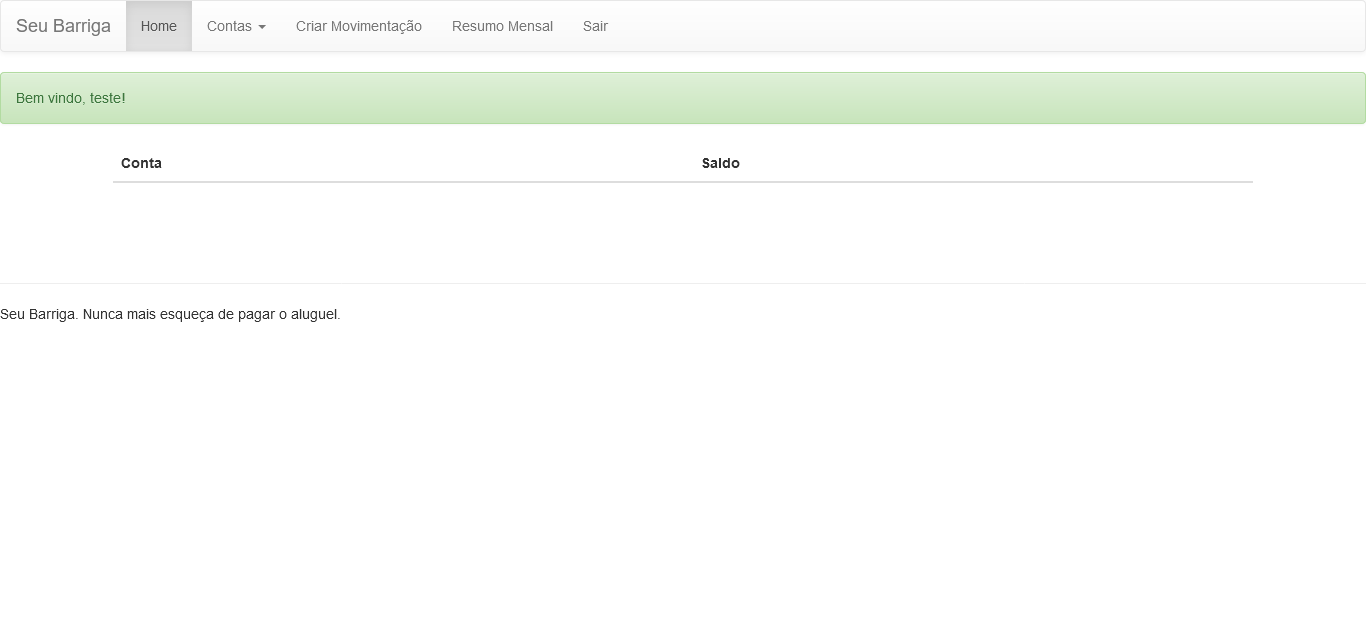 Seu Barriga Home Contas Criar Movimentação Resumo Mensal Sair
Bem vindo, teste!
Conta Saldo
Seu Barriga. Nunca mais esqueça de pagar o aluguel.